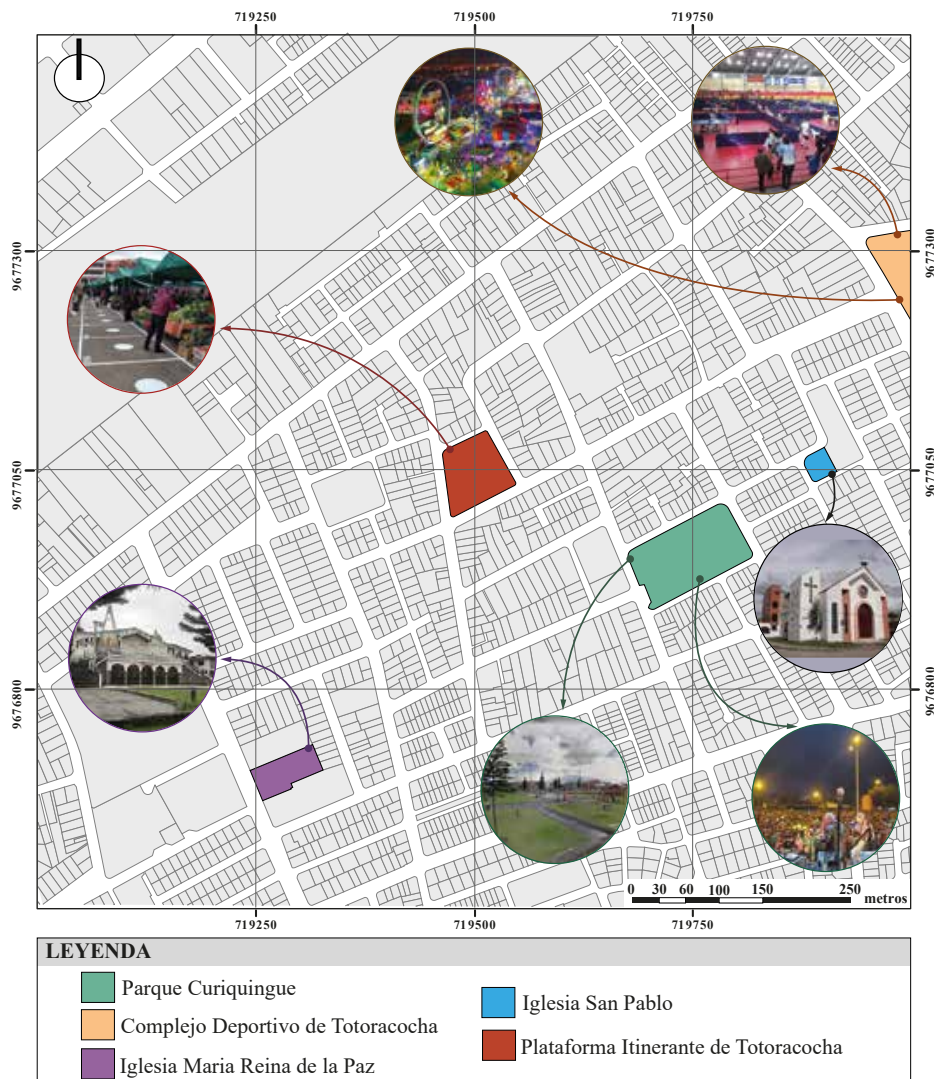 719250 719500 719750
9677300 9677300
9677050 9677050
9676800 9676800
0 30 60 100 150 250
metros
719250 719500 719750
LEYENDA
Parque Curiquingue
Complejo Deportivo de Totoracocha
Iglesia Maria Reina de la Paz
Iglesia San Pablo
Plataforma Itinerante de Totoracocha